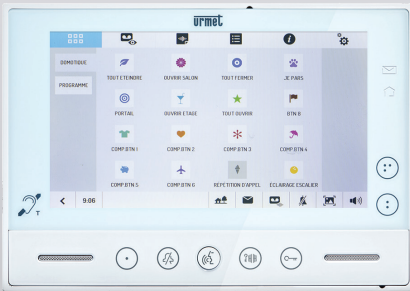 urmet
DOMOTIQUE
PROGRAMME
TOUT ETEINDRE OUVRIR SALON TOUT FERMER JE PARS
PORTAIL OUVRIR ETAGE TOUT OUVRIR BTN 8
COMP.BTN 1 COMP.BTN 2 COMP.BTN 3 COMP.BTN 4
COMP.BTN 5 COMP.BTN 6 RÉPÉTITION D'APPEL ECLAIRAGE ESCALIER
< 9:06
T